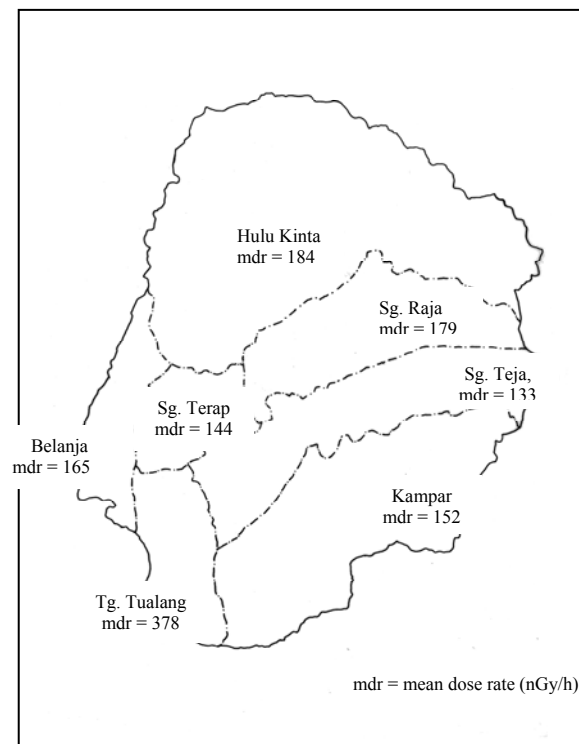 Hulu Kinta
mdr = 184
Sg. Raja
mdr = 179
Sg. Teja,
mdr = 133
Sg. Terap
mdr = 144
Belanja
mdr = 165
Kampar
mdr = 152
Tg. Tualang
mdr = 378
mdr = mean dose rate (nGy/h)